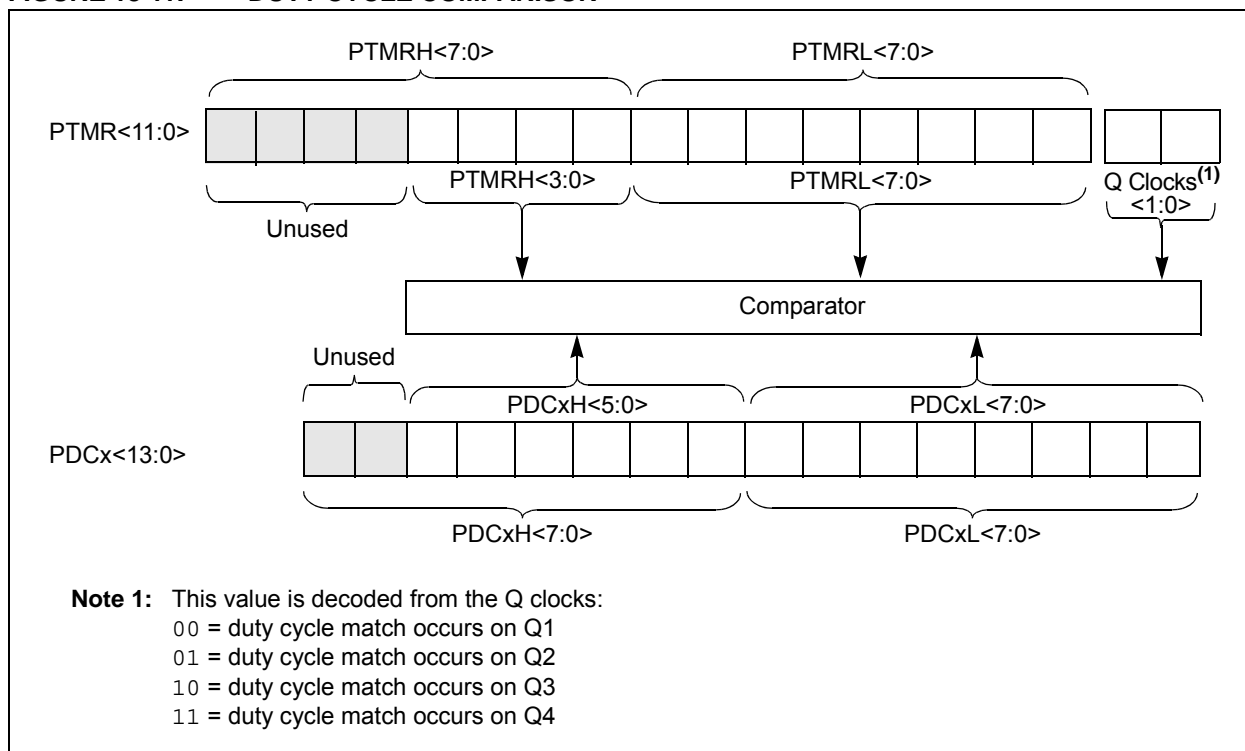 PTMRH<7:0> PTMRL<7:0>
PTMR<11:0>
PTMRH<3:0> PTMRL<7:0> Q Clocks(1)
<1:0>
Unused
Comparator
Unused
PDCxH<5:0> PDCxL<7:0>
PDCx<13:0>
PDCxH<7:0> PDCxL<7:0>
Note 1: This value is decoded from the Q clocks:
00 = duty cycle match occurs on Q1
01 = duty cycle match occurs on Q2
10 = duty cycle match occurs on Q3
11 = duty cycle match occurs on Q4